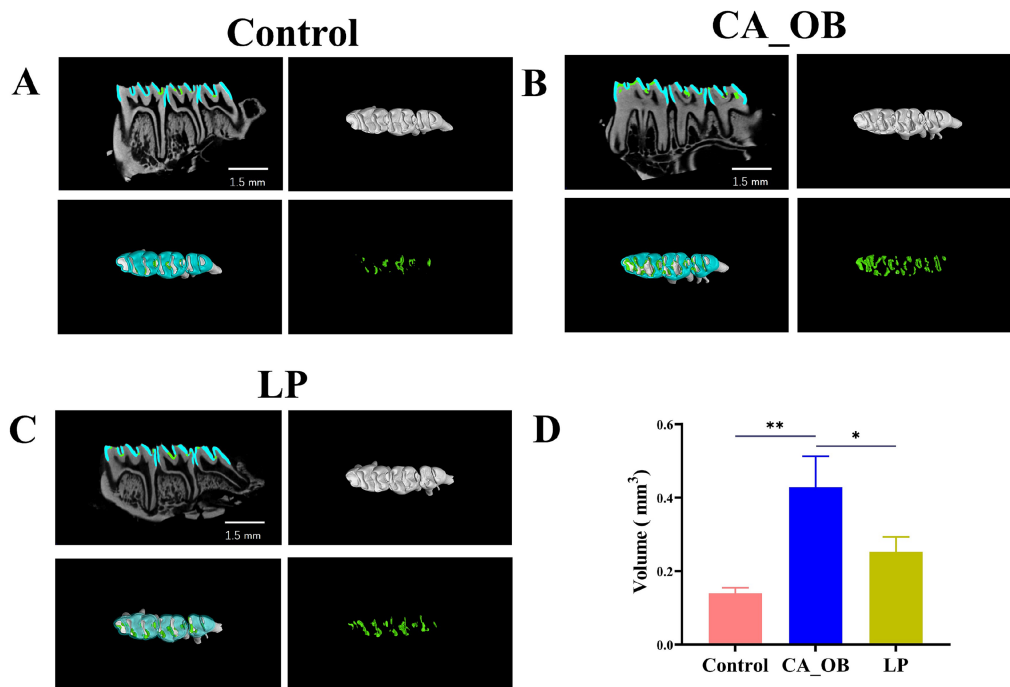 Control
A
1.5 mm
CA_OB
B
1.5 mm
LP
C
1.5 mm
D
Volume ( mm³)
0.6
0.4
0.2
0.0
**
*
Control CA_OB LP